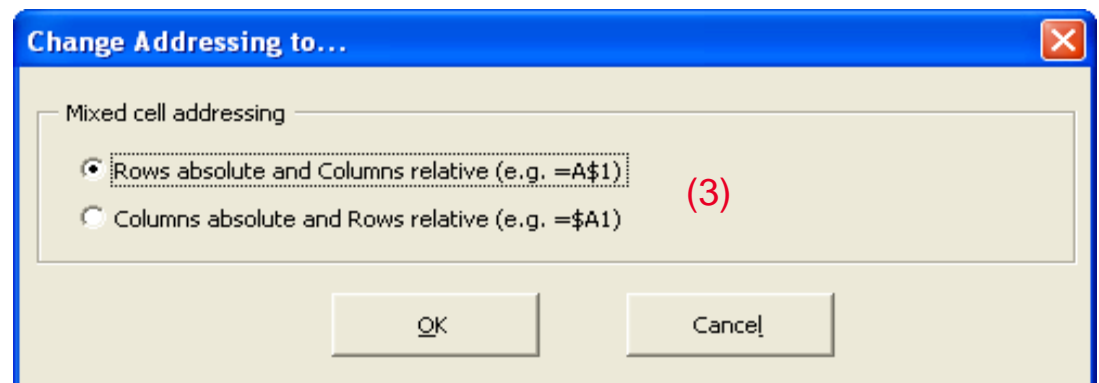 Change Addressing to...
Mixed cell addressing
Rows absolute and Columns relative (e.g. =A$1)
Columns absolute and Rows relative (e.g. =$A1)
(3)
OK
Cancel